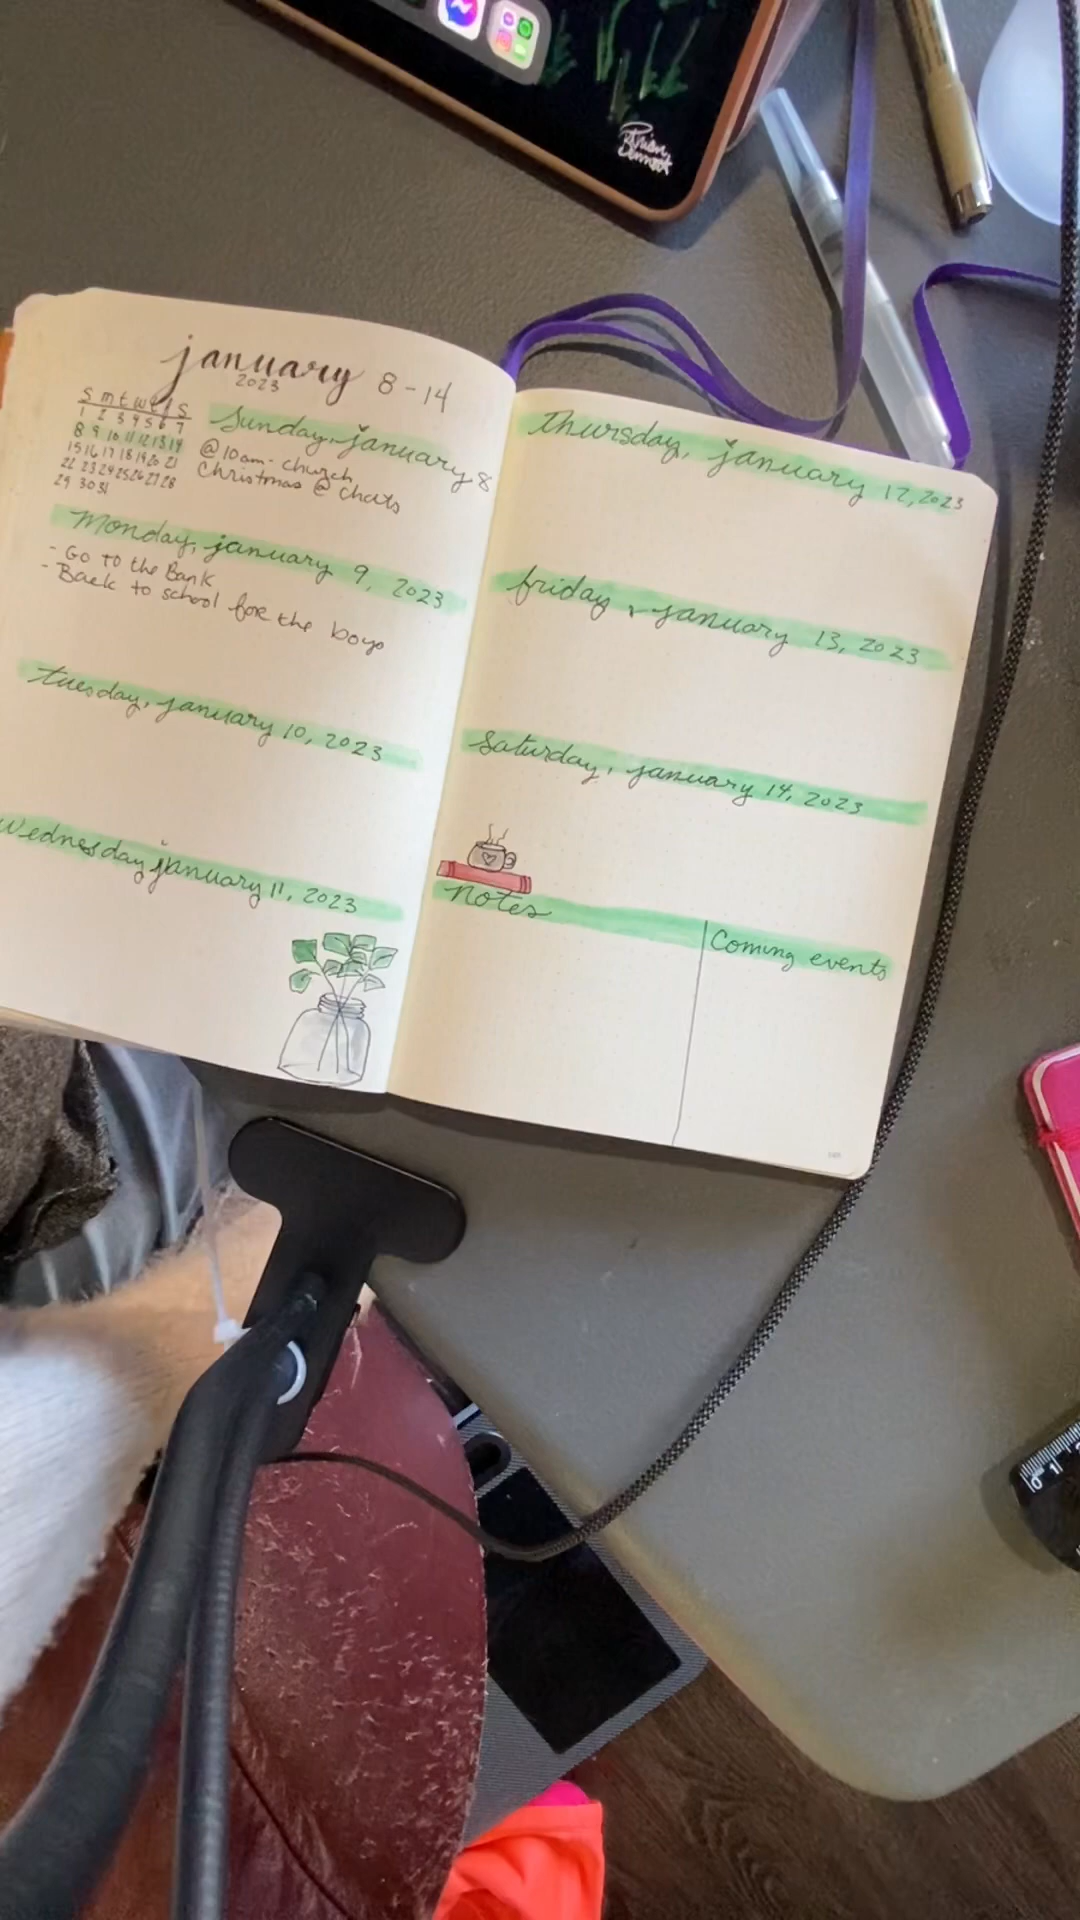 january 8-14
2023
S m t w t f S
1 2 3 4 5 6 7
8 9 10 11 12 13 14
15 16 17 18 19 20 21
22 23 24 25 26 27 28
29 30 31
Sunday, january 8
@10am - church
Christmas @
Monday, january 9, 2023
- Go to the Bank
- Back to school for the boys
tuesday, january 10, 2023
Wednesday january 11, 2023
thursday, january 12, 2023
friday, january 13, 2023
Saturday, january 14, 2023
Notes
Coming events
0 1